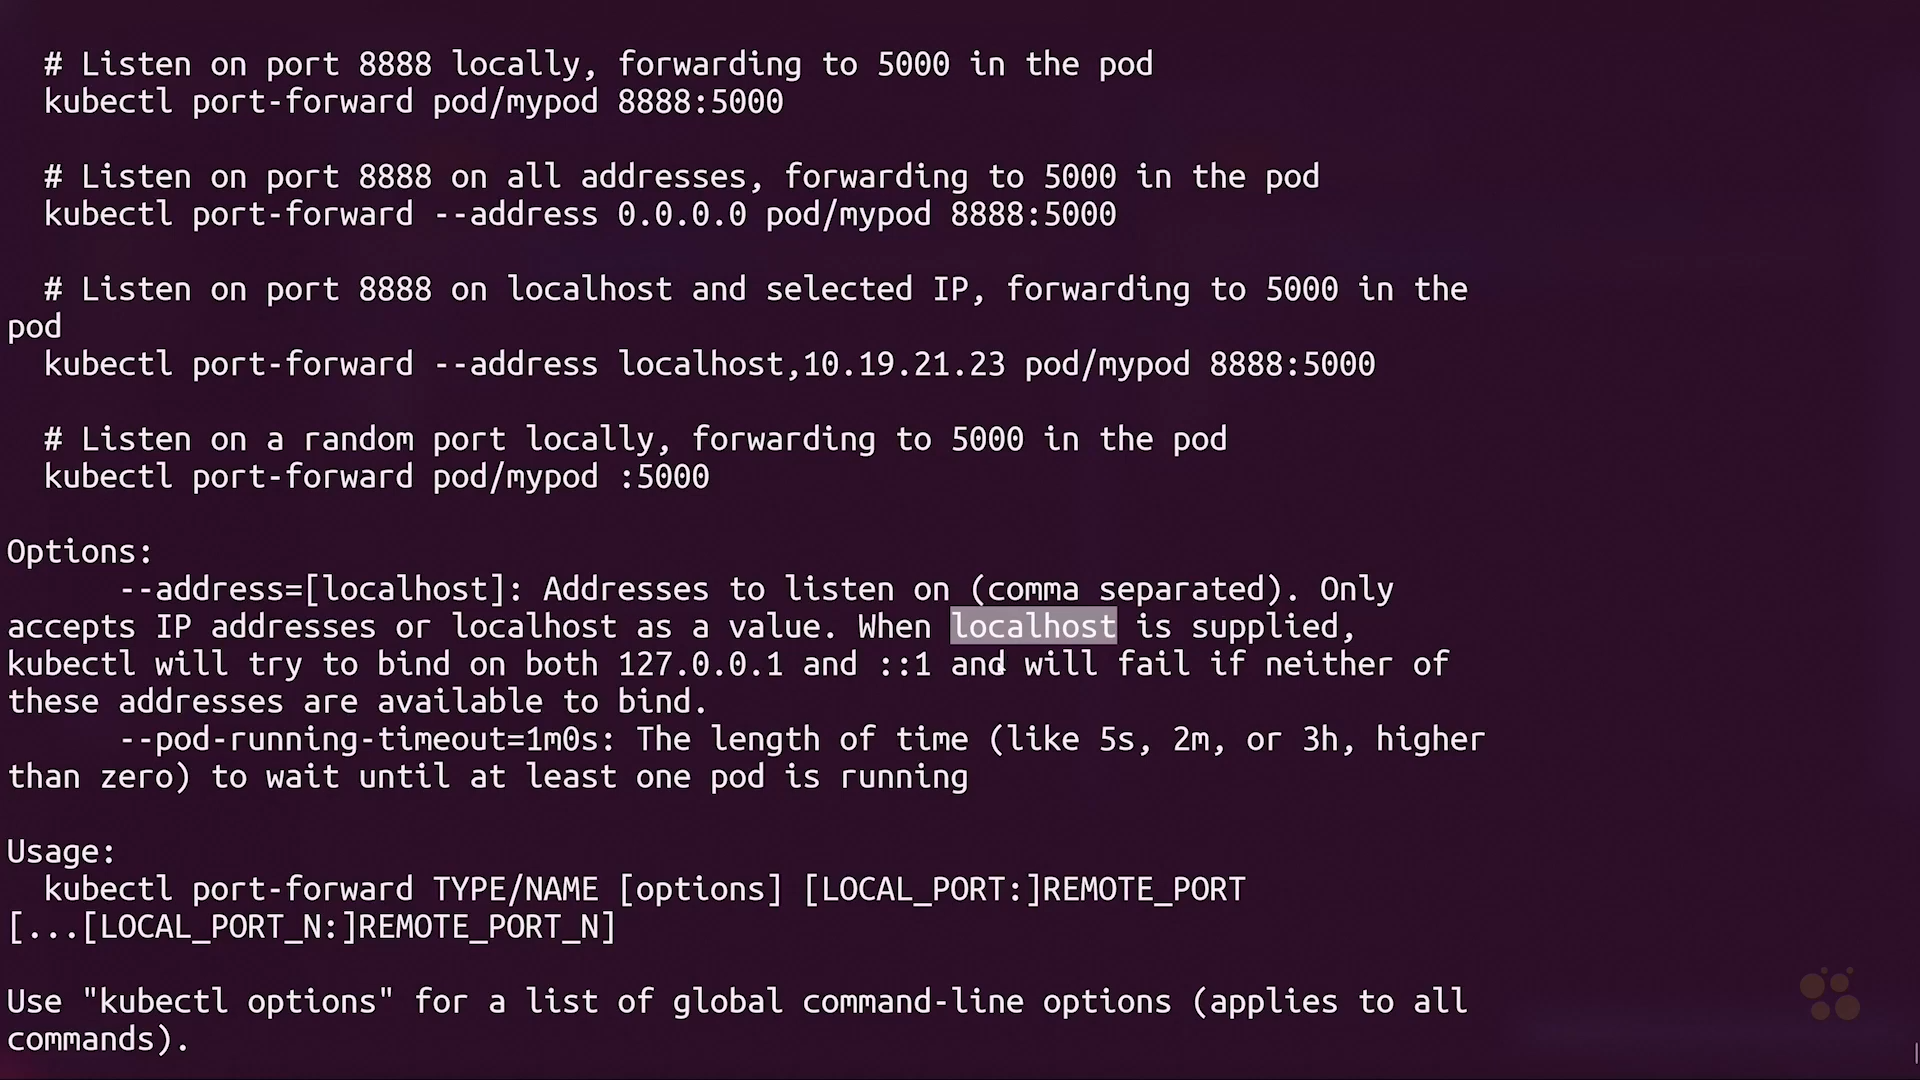 # Listen on port 8888 locally, forwarding to 5000 in the pod
kubectl port-forward pod/mypod 8888:5000
# Listen on port 8888 on all addresses, forwarding to 5000 in the pod
kubectl port-forward --address 0.0.0.0 pod/mypod 8888:5000
# Listen on port 8888 on localhost and selected IP, forwarding to 5000 in the
pod
kubectl port-forward --address localhost,10.19.21.23 pod/mypod 8888:5000
# Listen on a random port locally, forwarding to 5000 in the pod
kubectl port-forward pod/mypod :5000
Options:
--address=[localhost]: Addresses to listen on (comma separated). Only
accepts IP addresses or localhost as a value. When localhost is supplied,
kubectl will try to bind on both 127.0.0.1 and ::1 and will fail if neither of
these addresses are available to bind.
--pod-running-timeout=1m0s: The length of time (like 5s, 2m, or 3h, higher
than zero) to wait until at least one pod is running
Usage:
kubectl port-forward TYPE/NAME [options] [LOCAL_PORT:]REMOTE_PORT
[...[LOCAL_PORT_N:]REMOTE_PORT_N]
Use "kubectl options" for a list of global command-line options (applies to all
commands).